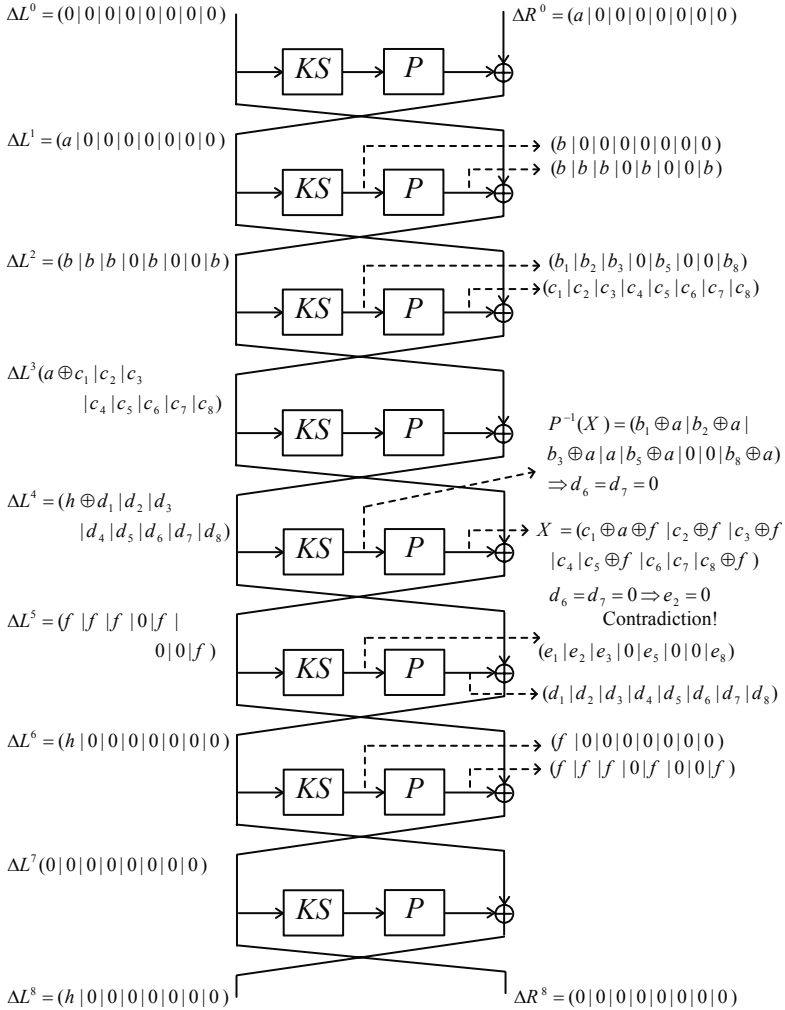 ΔL⁰ = (0|0|0|0|0|0|0|0)
ΔR⁰ = (a|0|0|0|0|0|0|0)
KS P
ΔL¹ = (a|0|0|0|0|0|0|0)
(b|0|0|0|0|0|0|0)
(b|b|b|0|b|0|0|b)
KS P
ΔL² = (b|b|b|0|b|0|0|b)
(b₁|b₂|b₃|0|b₅|0|0|b₈)
(c₁|c₂|c₃|c₄|c₅|c₆|c₇|c₈)
KS P
ΔL³(a⊕c₁|c₂|c₃
|c₄|c₅|c₆|c₇|c₈)
KS P
P⁻¹(X) = (b₁⊕a|b₂⊕a|
b₃⊕a|a|b₅⊕a|0|0|b₈⊕a)
⇒d₆ = d₇ = 0
ΔL⁴ = (h⊕d₁|d₂|d₃
|d₄|d₅|d₆|d₇|d₈)
KS P
X = (c₁⊕a⊕f|c₂⊕f|c₃⊕f
|c₄|c₅⊕f|c₆|c₇|c₈⊕f)
d₆ = d₇ = 0⇒e₂ = 0
Contradiction!
ΔL⁵ = (f|f|f|0|f|
0|0|f)
(e₁|e₂|e₃|0|e₅|0|0|e₈)
KS P
(d₁|d₂|d₃|d₄|d₅|d₆|d₇|d₈)
ΔL⁶ = (h|0|0|0|0|0|0|0)
(f|0|0|0|0|0|0|0)
(f|f|f|0|f|0|0|f)
KS P
ΔL⁷(0|0|0|0|0|0|0|0)
KS P
ΔL⁸ = (h|0|0|0|0|0|0|0)
ΔR⁸ = (0|0|0|0|0|0|0|0)